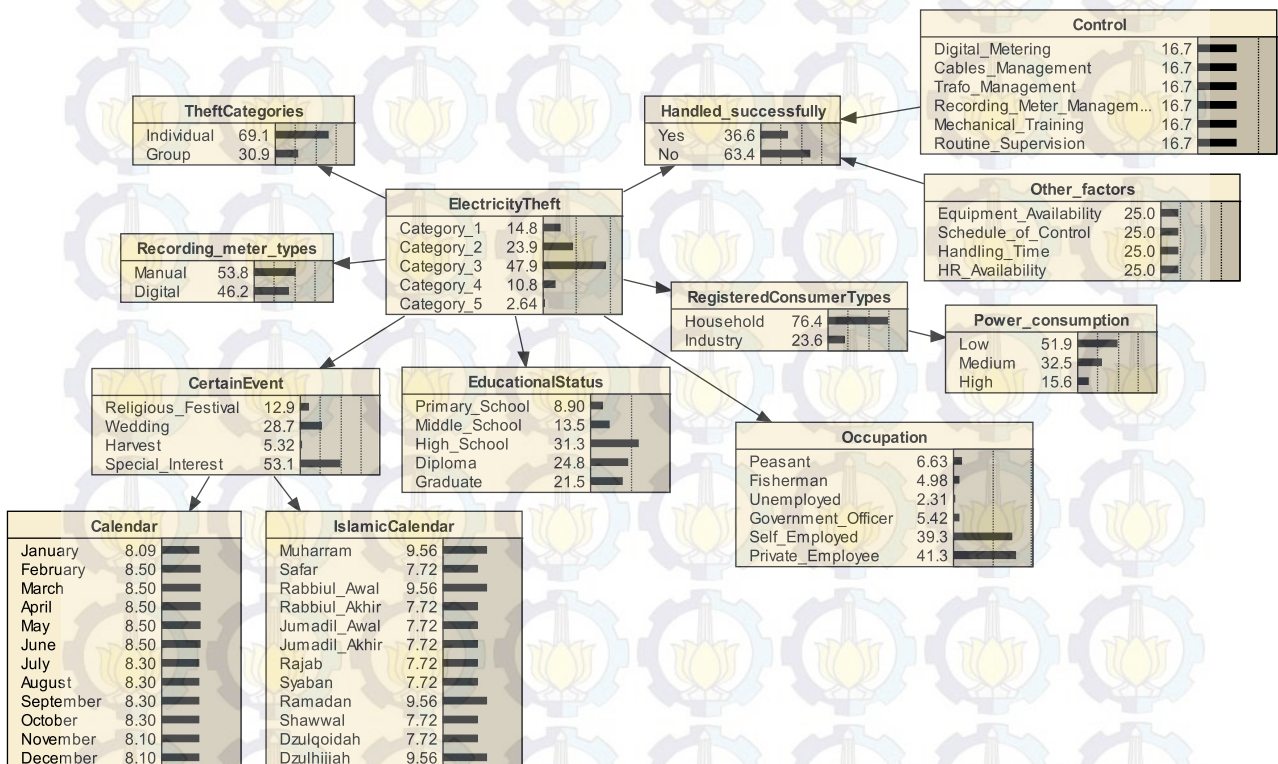 Control
Digital_Metering 16.7
Cables_Management 16.7
Trafo_Management 16.7
Recording_Meter_Managem... 16.7
Mechanical_Training 16.7
Routine_Supervision 16.7
TheftCategories
Individual 69.1
Group 30.9
Handled_successfully
Yes 36.6
No 63.4
Other_factors
Equipment_Availability 25.0
Schedule_of_Control 25.0
Handling_Time 25.0
HR_Availability 25.0
ElectricityTheft
Category_1 14.8
Category_2 23.9
Category_3 47.9
Category_4 10.8
Category_5 2.64
Recording_meter_types
Manual 53.8
Digital 46.2
RegisteredConsumerTypes
Household 76.4
Industry 23.6
Power_consumption
Low 51.9
Medium 32.5
High 15.6
CertainEvent
Religious_Festival 12.9
Wedding 28.7
Harvest 5.32
Special_Interest 53.1
EducationalStatus
Primary_School 8.90
Middle_School 13.5
High_School 31.3
Diploma 24.8
Graduate 21.5
Occupation
Peasant 6.63
Fisherman 4.98
Unemployed 2.31
Government_Officer 5.42
Self_Employed 39.3
Private_Employee 41.3
Calendar
January 8.09
February 8.50
March 8.50
April 8.50
May 8.50
June 8.50
July 8.30
August 8.30
September 8.30
October 8.30
November 8.10
December 8.10
IslamicCalendar
Muharram 9.56
Safar 7.72
Rabbiul_Awal 9.56
Rabbiul_Akhir 7.72
Jumadil_Awal 7.72
Jumadil_Akhir 7.72
Rajab 7.72
Syaban 7.72
Ramadan 9.56
Shawwal 7.72
Dzulqoidah 7.72
Dzulhijjah 9.56